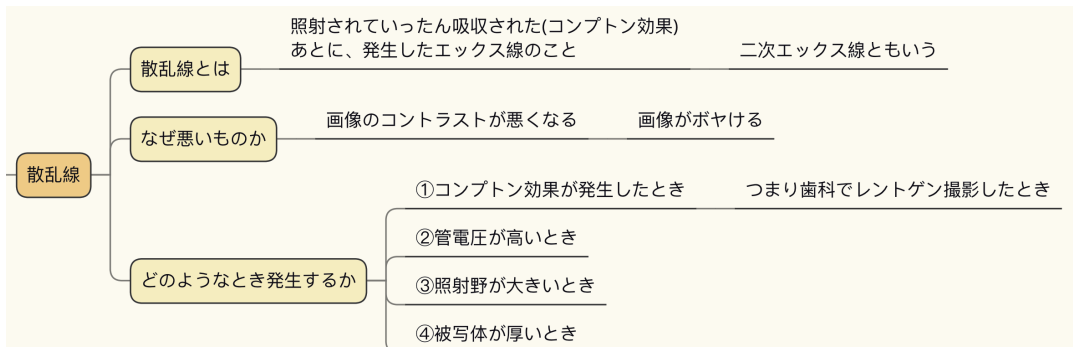 散乱線
散乱線とは
照射されていったん吸収された(コンプトン効果)
あとに、発生したエックス線のこと
二次エックス線ともいう
なぜ悪いものか
画像のコントラストが悪くなる
画像がボヤける
どのようなとき発生するか
①コンプトン効果が発生したとき
つまり歯科でレントゲン撮影したとき
②管電圧が高いとき
③照射野が大きいとき
④被写体が厚いとき